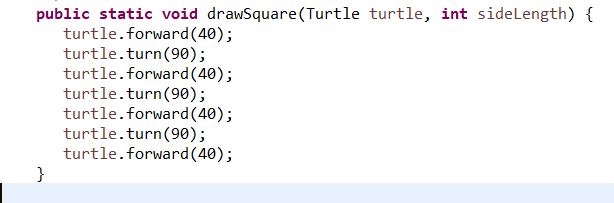 public static void drawSquare(Turtle turtle, int sideLength) {
turtle.forward(40);
turtle.turn(90);
turtle.forward(40);
turtle.turn(90);
turtle.forward(40);
turtle.turn(90);
turtle.forward(40);
}